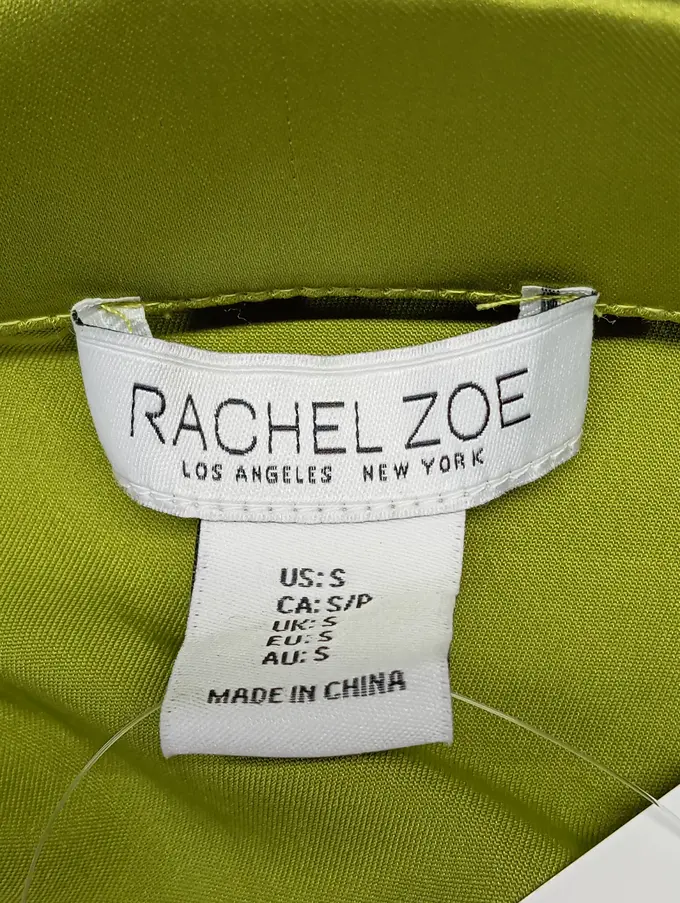 RACHEL ZOE
LOS ANGELES NEW YORK
US: S
CA: S/P
UK: S
EU: S
AU: S
MADE IN CHINA